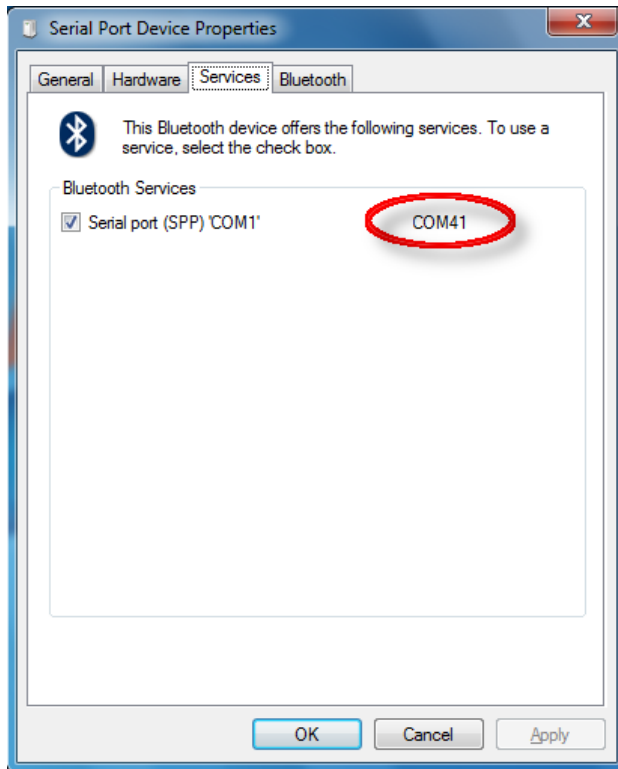 Serial Port Device Properties
General Hardware Services Bluetooth
This Bluetooth device offers the following services. To use a
service, select the check box.
Bluetooth Services
Serial port (SPP) 'COM1' COM41
OK Cancel Apply